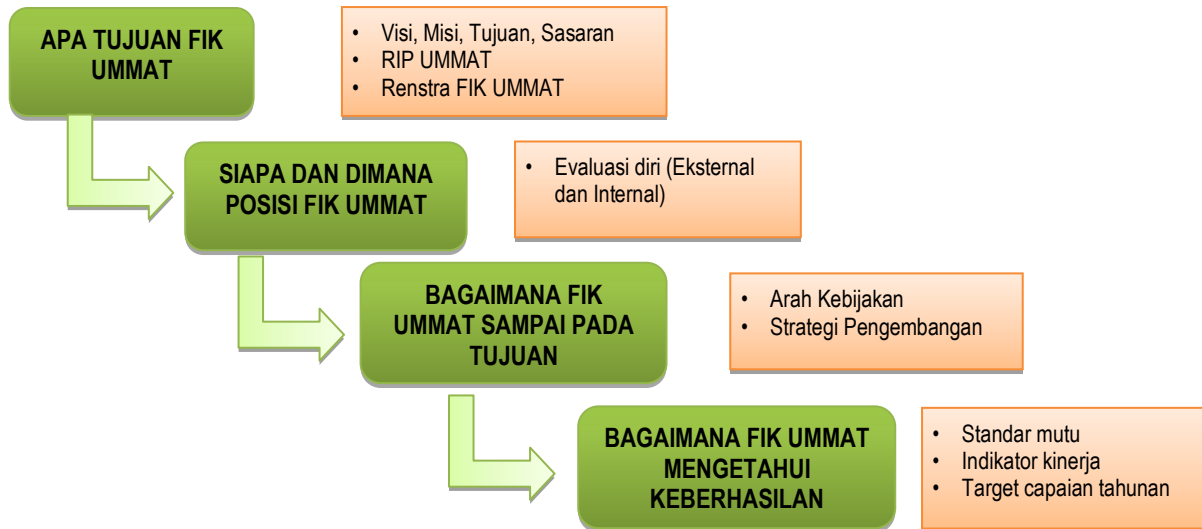 APA TUJUAN FIK
UMMAT
• Visi, Misi, Tujuan, Sasaran
• RIP UMMAT
• Renstra FIK UMMAT
SIAPA DAN DIMANA
POSISI FIK UMMAT
• Evaluasi diri (Eksternal
dan Internal)
BAGAIMANA FIK
UMMAT SAMPAI PADA
TUJUAN
• Arah Kebijakan
• Strategi Pengembangan
BAGAIMANA FIK UMMAT
MENGETAHUI
KEBERHASILAN
• Standar mutu
• Indikator kinerja
• Target capaian tahunan